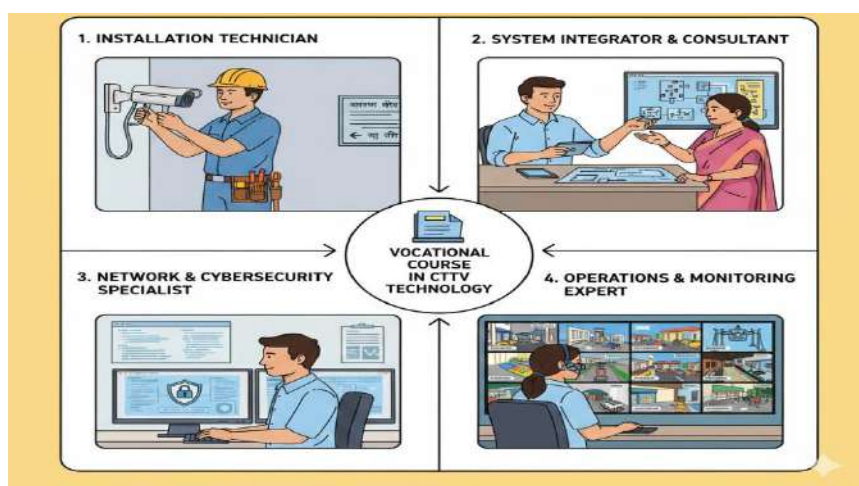 1. INSTALLATION TECHNICIAN
2. SYSTEM INTEGRATOR & CONSULTANT
VOCATIONAL
COURSE
IN CTTV
TECHNOLOGY
3. NETWORK & CYBERSECURITY
SPECIALIST
4. OPERATIONS & MONITORING
EXPERT